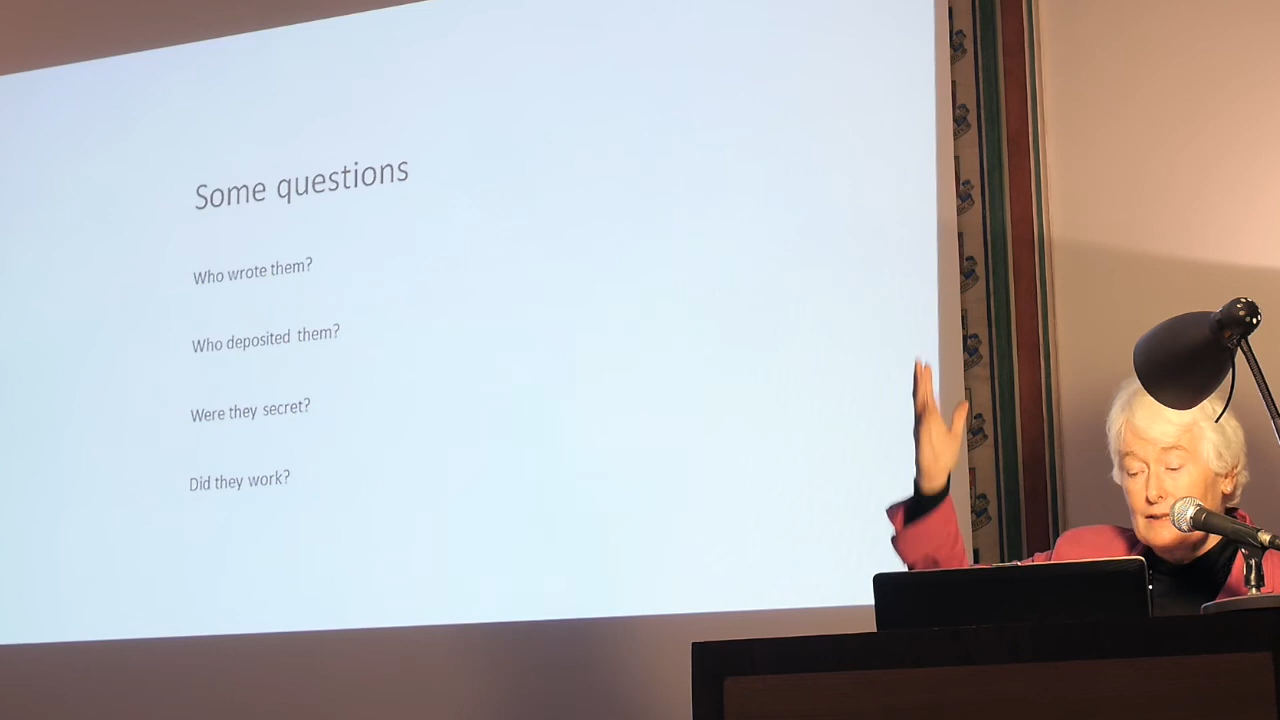 Some questions
Who wrote them?
Who deposited them?
Were they secret?
Did they work?